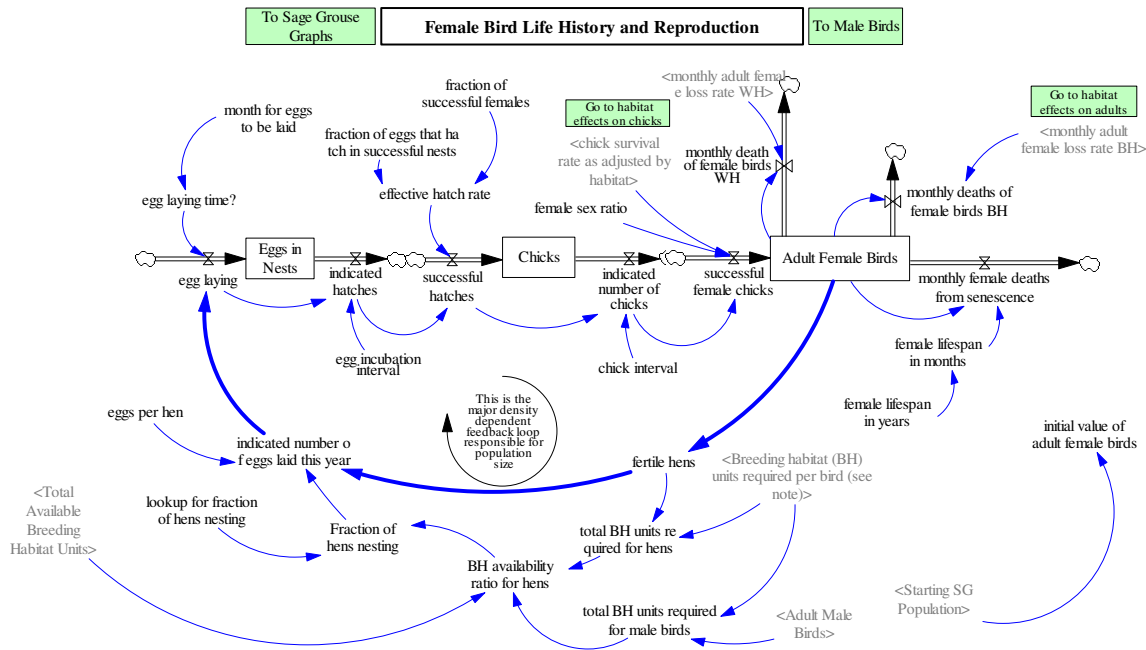 To Sage Grouse
Graphs
Female Bird Life History and Reproduction
To Male Birds
month for eggs
to be laid
fraction of
successful females
<monthly adult femal
e loss rate WH>
Go to habitat
effects on chicks
Go to habitat
effects on adults
fraction of eggs that ha
tch in successful nests
<chick survival
rate as adjusted by
habitat>
monthly death
of female birds
WH
<monthly adult
female loss rate BH>
egg laying time?
effective hatch rate
female sex ratio
monthly deaths of
female birds BH
Eggs in
Nests
Chicks
Adult Female Birds
egg laying
indicated
hatches
successful
hatches
indicated
number of
chicks
successful
female chicks
monthly female deaths
from senescence
egg incubation
interval
chick interval
female lifespan
in months
female lifespan
in years
eggs per hen
This is the
major density
dependent
feedback loop
responsible for
population
size
indicated number o
f eggs laid this year
fertile hens
<Breeding habitat (BH)
units required per bird (see
note)>
initial value of
adult female birds
<Total
Available
Breeding
Habitat Units>
lookup for fraction
of hens nesting
Fraction of
hens nesting
total BH units re
quired for hens
BH availability
ratio for hens
total BH units required
for male birds
<Adult Male
Birds>
<Starting SG
Population>